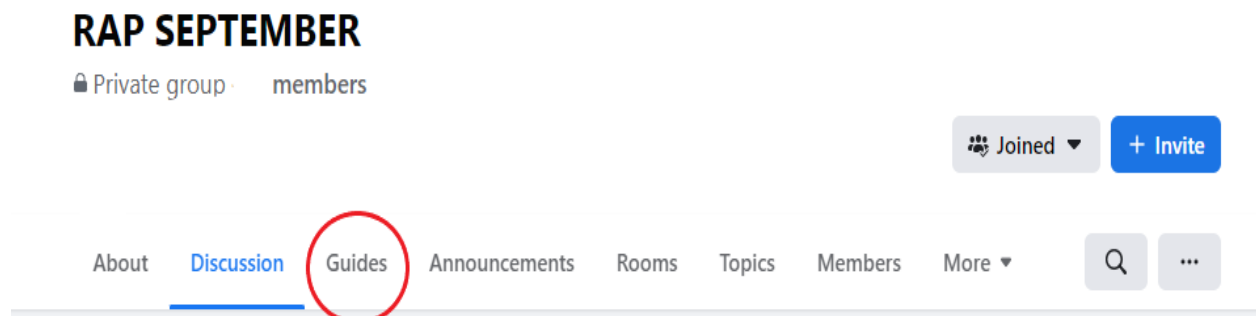 RAP SEPTEMBER
Private group · members
Joined
+ Invite
About Discussion Guides Announcements Rooms Topics Members More